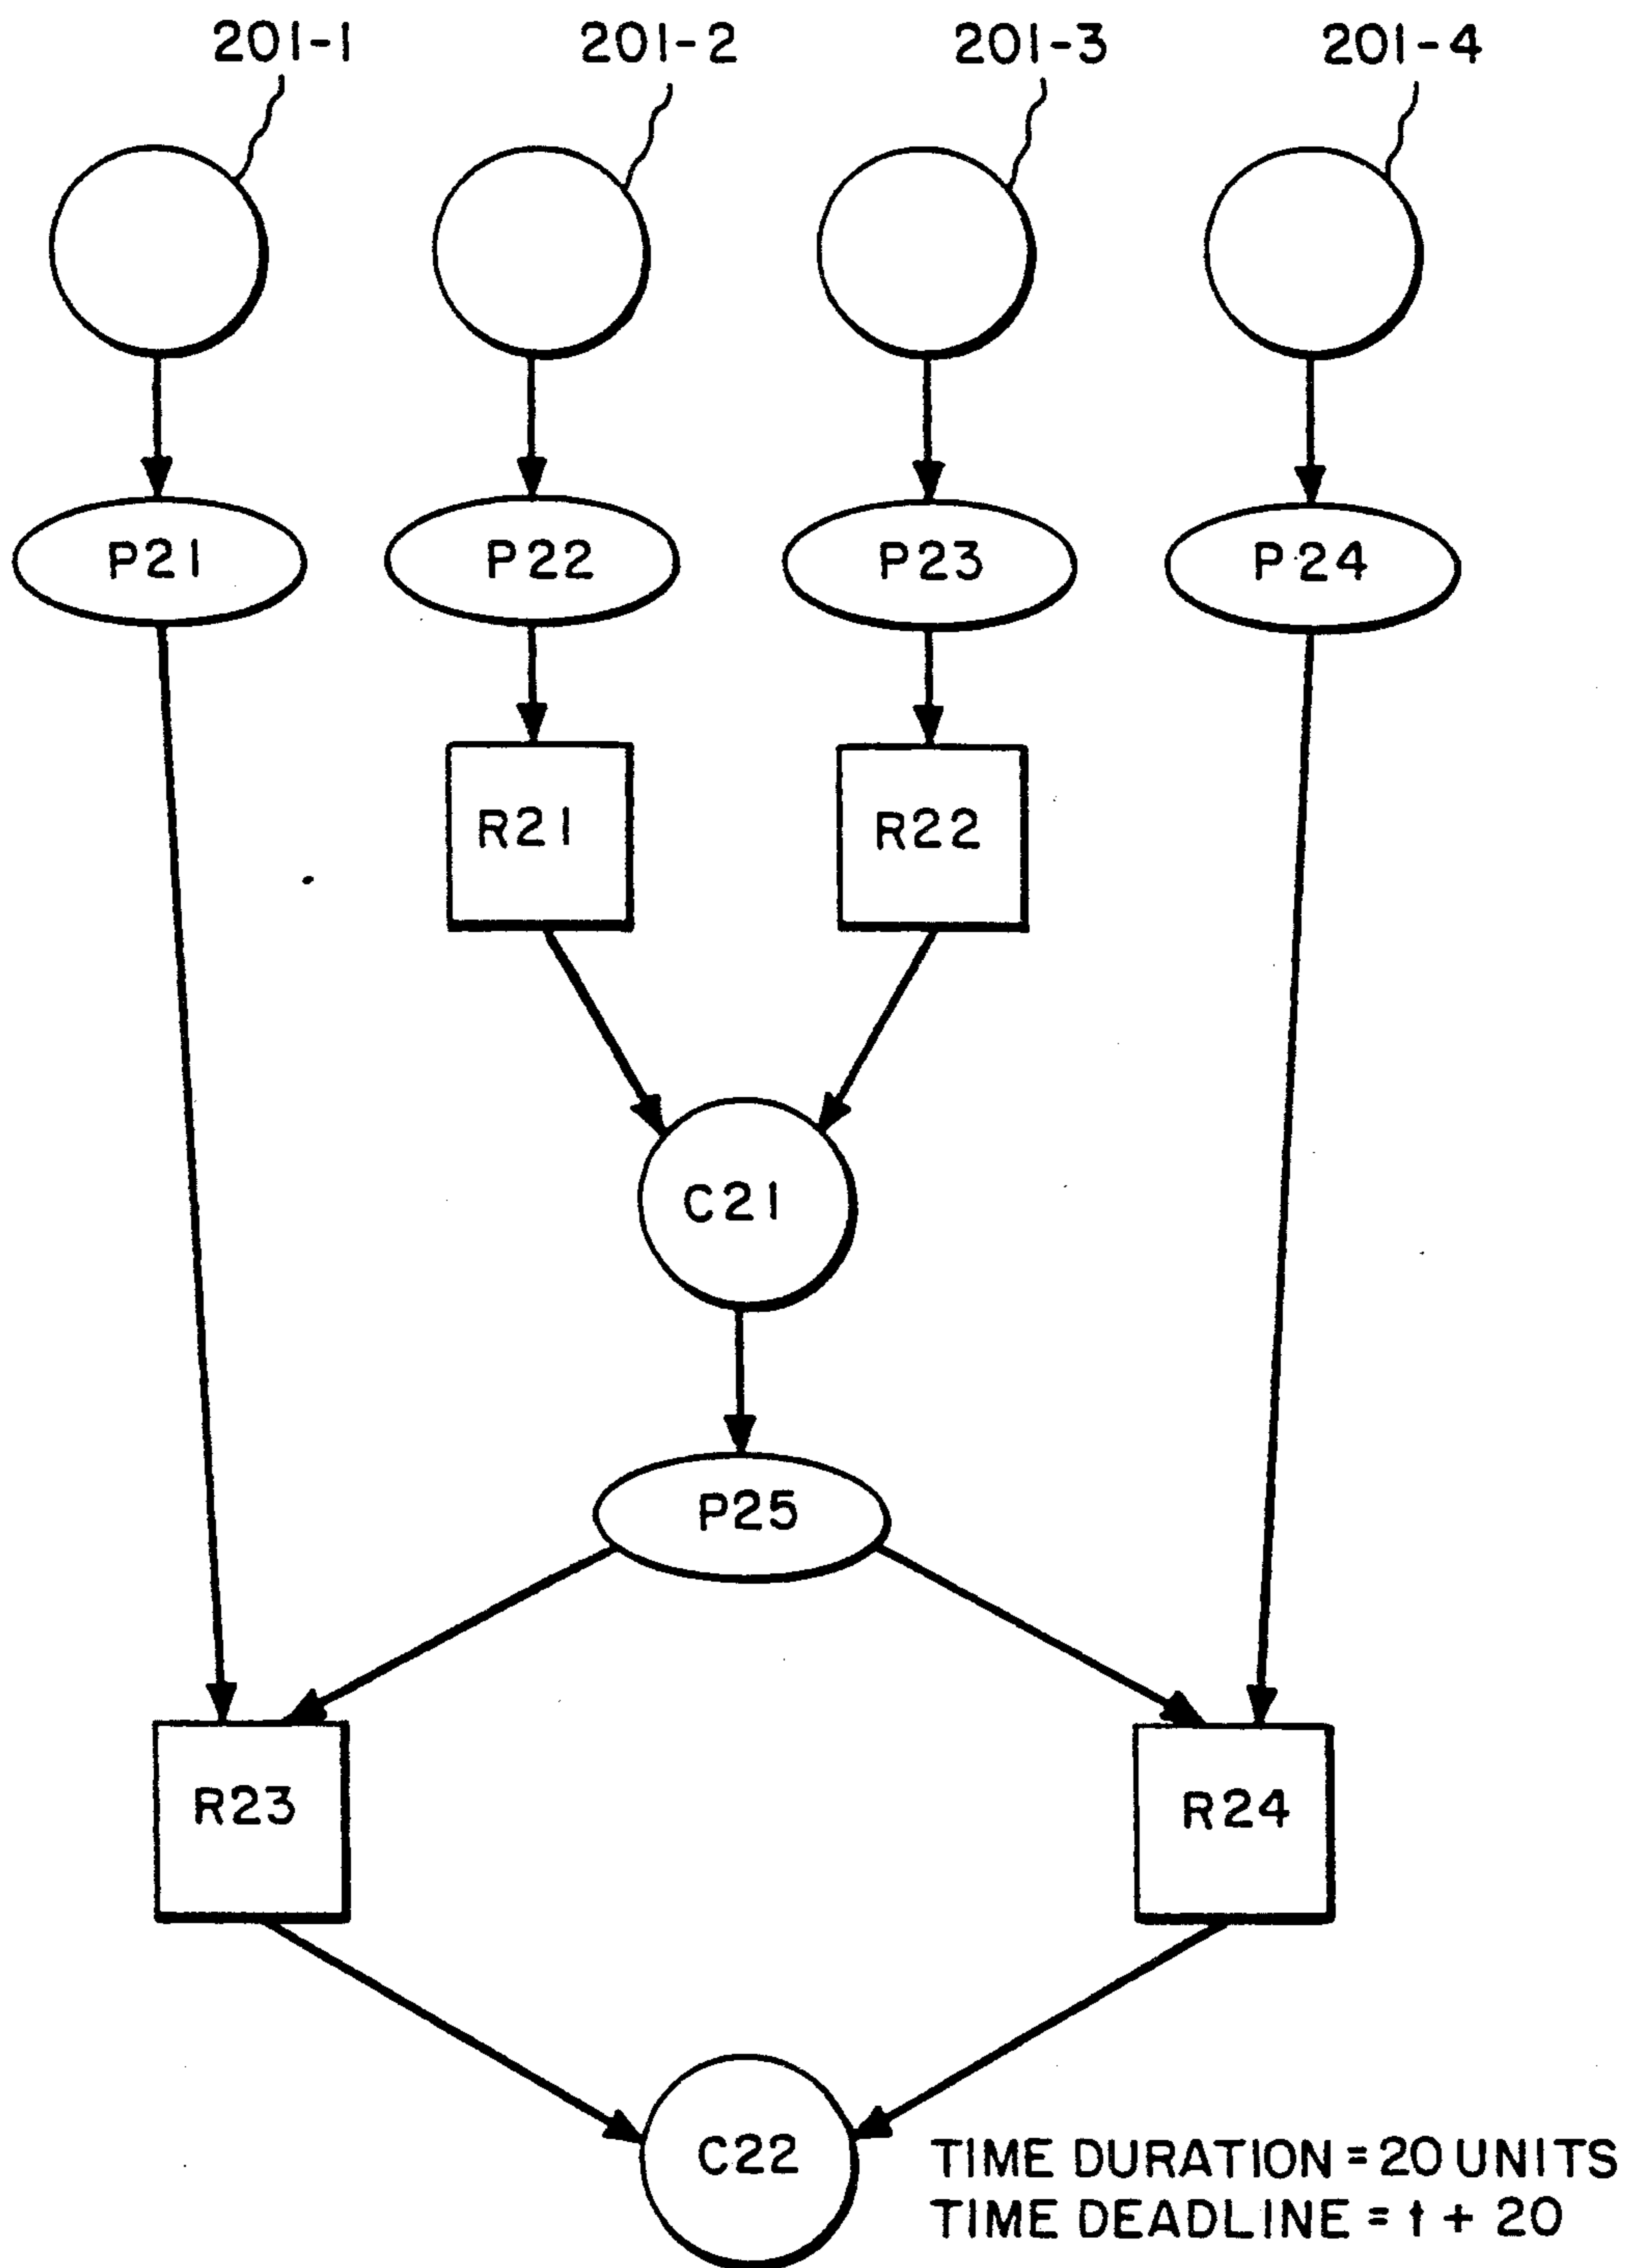 201-1
201-2
201-3
201-4
P21
P22
P23
P24
R21
R22
C21
P25
R23
R24
C22
TIME DURATION = 20 UNITS
TIME DEADLINE = t + 20